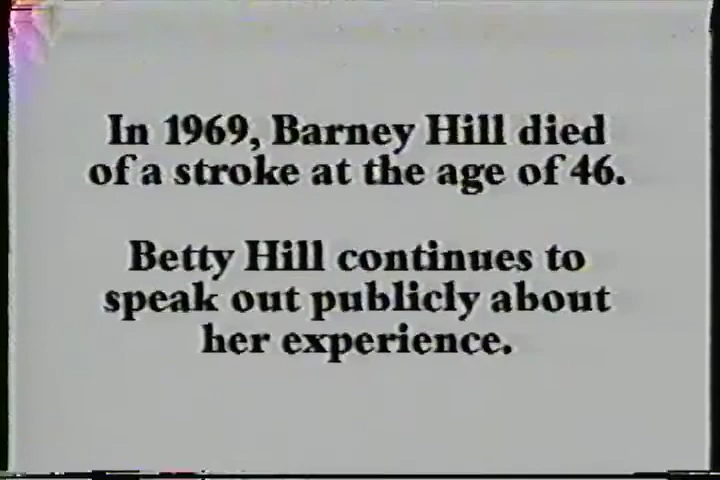 In 1969, Barney Hill died
of a stroke at the age of 46.
Betty Hill continues to
speak out publicly about
her experience.